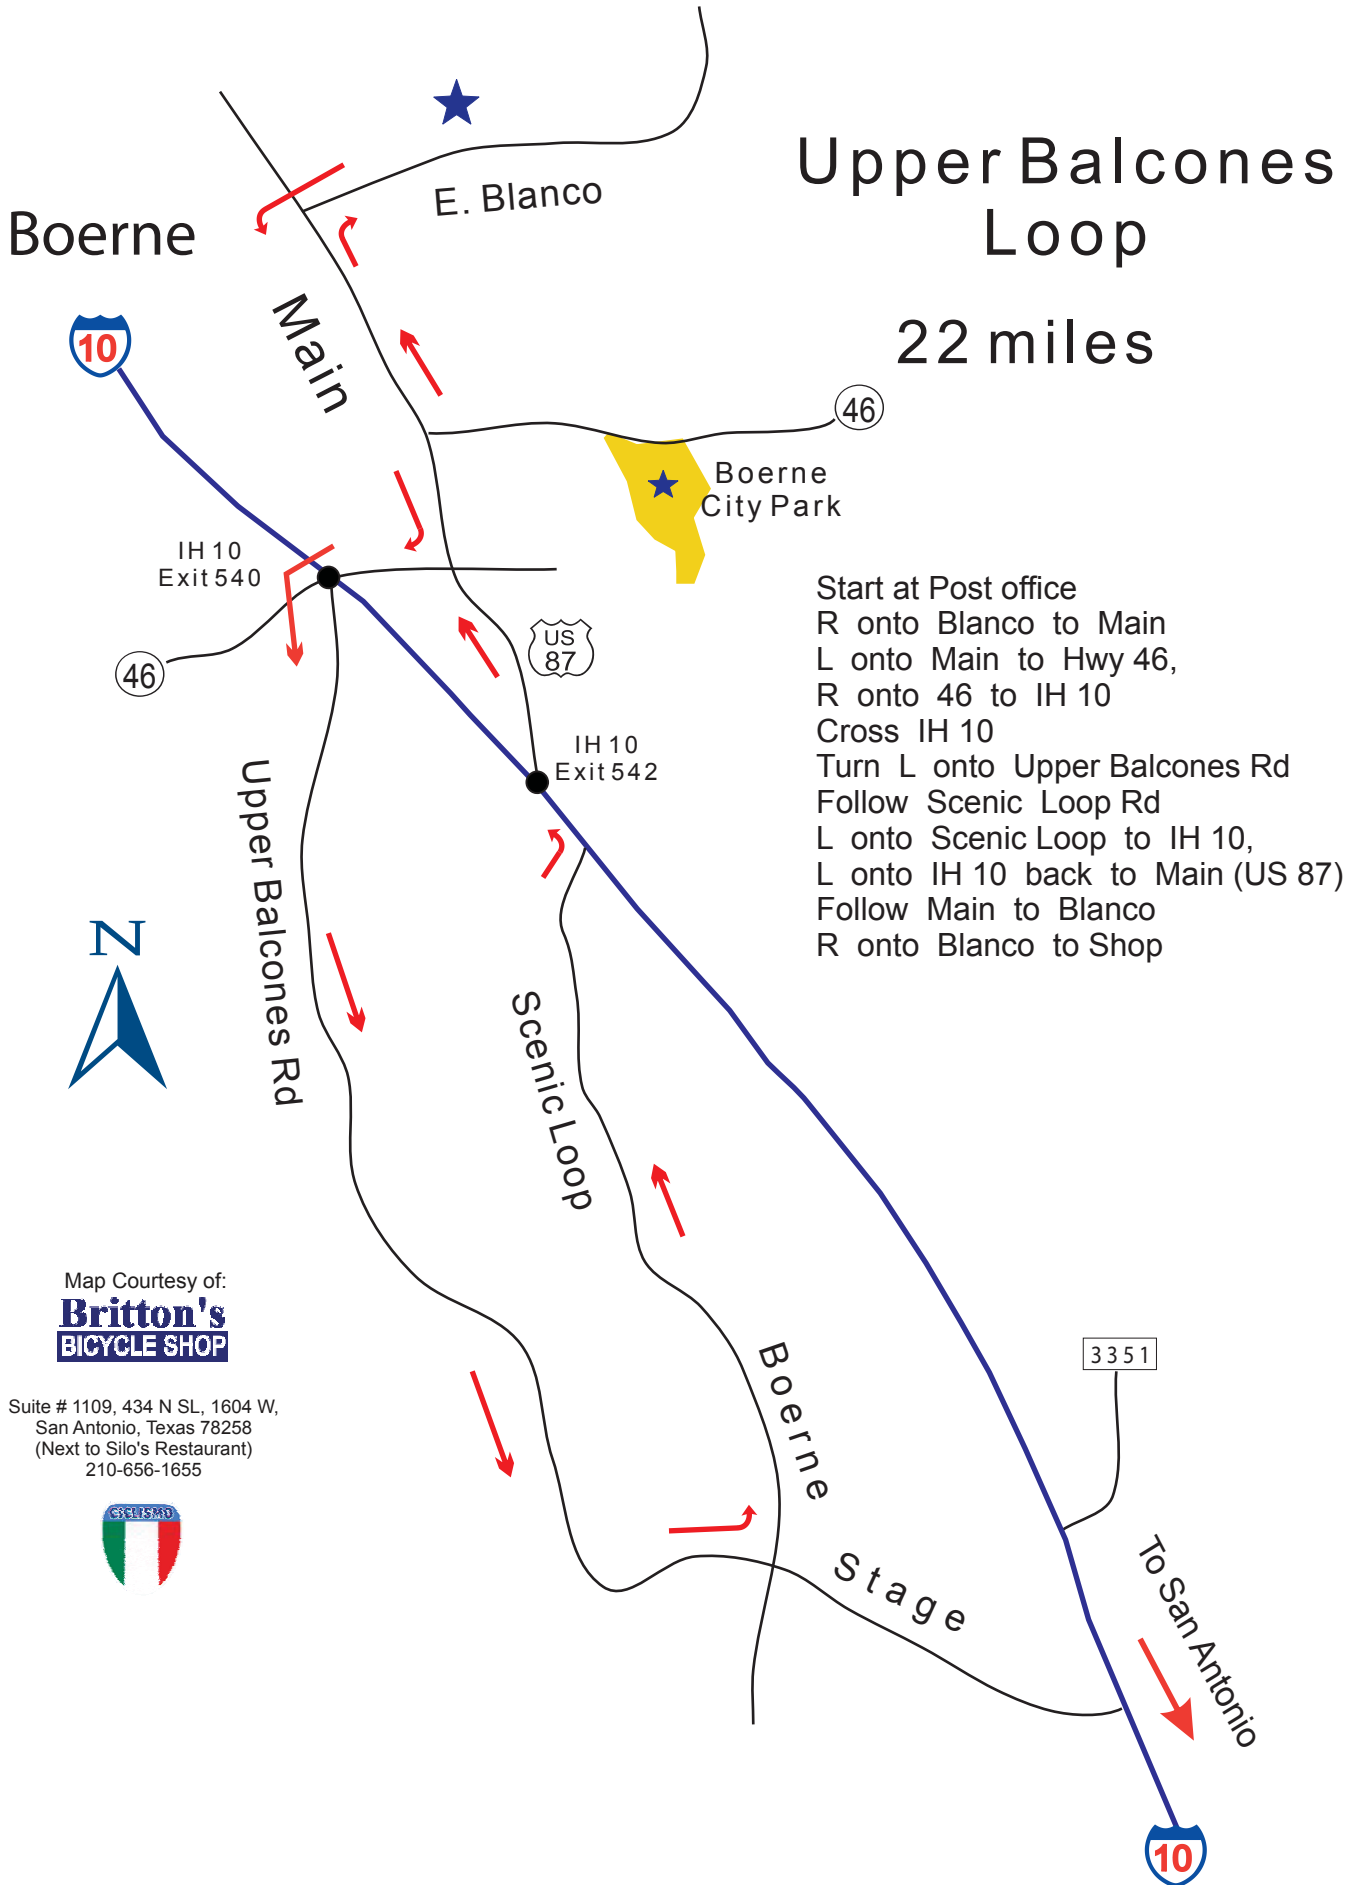 Upper Balcones
Loop
22 miles
E. Blanco
Boerne
10
Main
46
Boerne
City Park
IH 10
Exit 540
46
US
87
IH 10
Exit 542
Start at Post office
R onto Blanco to Main
L onto Main to Hwy 46,
R onto 46 to IH 10
Cross IH 10
Turn L onto Upper Balcones Rd
Follow Scenic Loop Rd
L onto Scenic Loop to IH 10,
L onto IH 10 back to Main (US 87)
Follow Main to Blanco
R onto Blanco to Shop
Upper Balcones Rd
N
Scenic Loop
Map Courtesy of:
Britton's
BICYCLE SHOP
Suite # 1109, 434 N SL, 1604 W,
San Antonio, Texas 78258
(Next to Silo's Restaurant)
210-656-1655
CICLISMO
Boerne
Stage
3351
To San Antonio
10